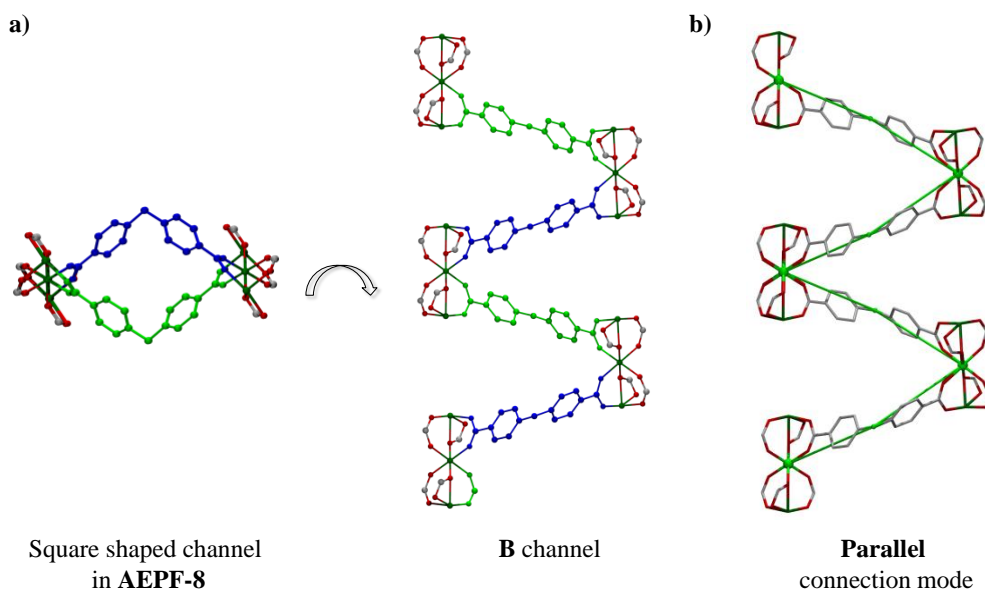 a)
b)
Square shaped channel
in AEPF-8
B channel
Parallel
connection mode